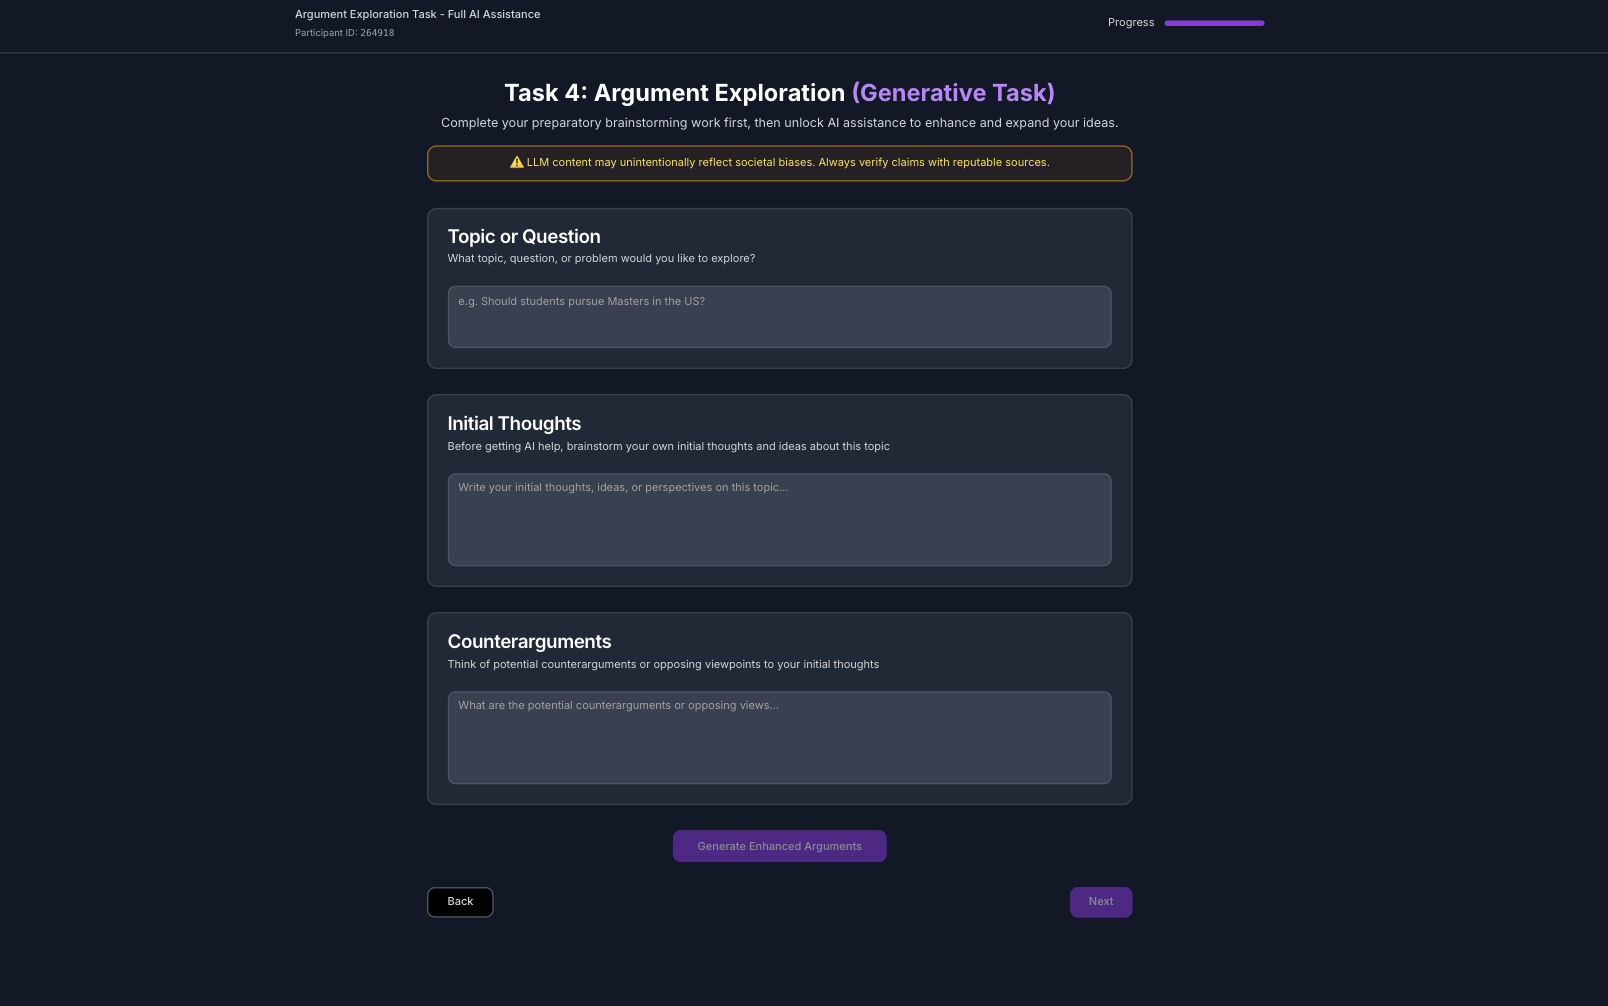 Argument Exploration Task - Full AI Assistance
Participant ID: 264918
Progress
Task 4: Argument Exploration (Generative Task)
Complete your preparatory brainstorming work first, then unlock AI assistance to enhance and expand your ideas.
⚠️ LLM content may unintentionally reflect societal biases. Always verify claims with reputable sources.
Topic or Question
What topic, question, or problem would you like to explore?
e.g. Should students pursue Masters in the US?
Initial Thoughts
Before getting AI help, brainstorm your own initial thoughts and ideas about this topic
Write your initial thoughts, ideas, or perspectives on this topic...
Counterarguments
Think of potential counterarguments or opposing viewpoints to your initial thoughts
What are the potential counterarguments or opposing views...
Generate Enhanced Arguments
Back
Next